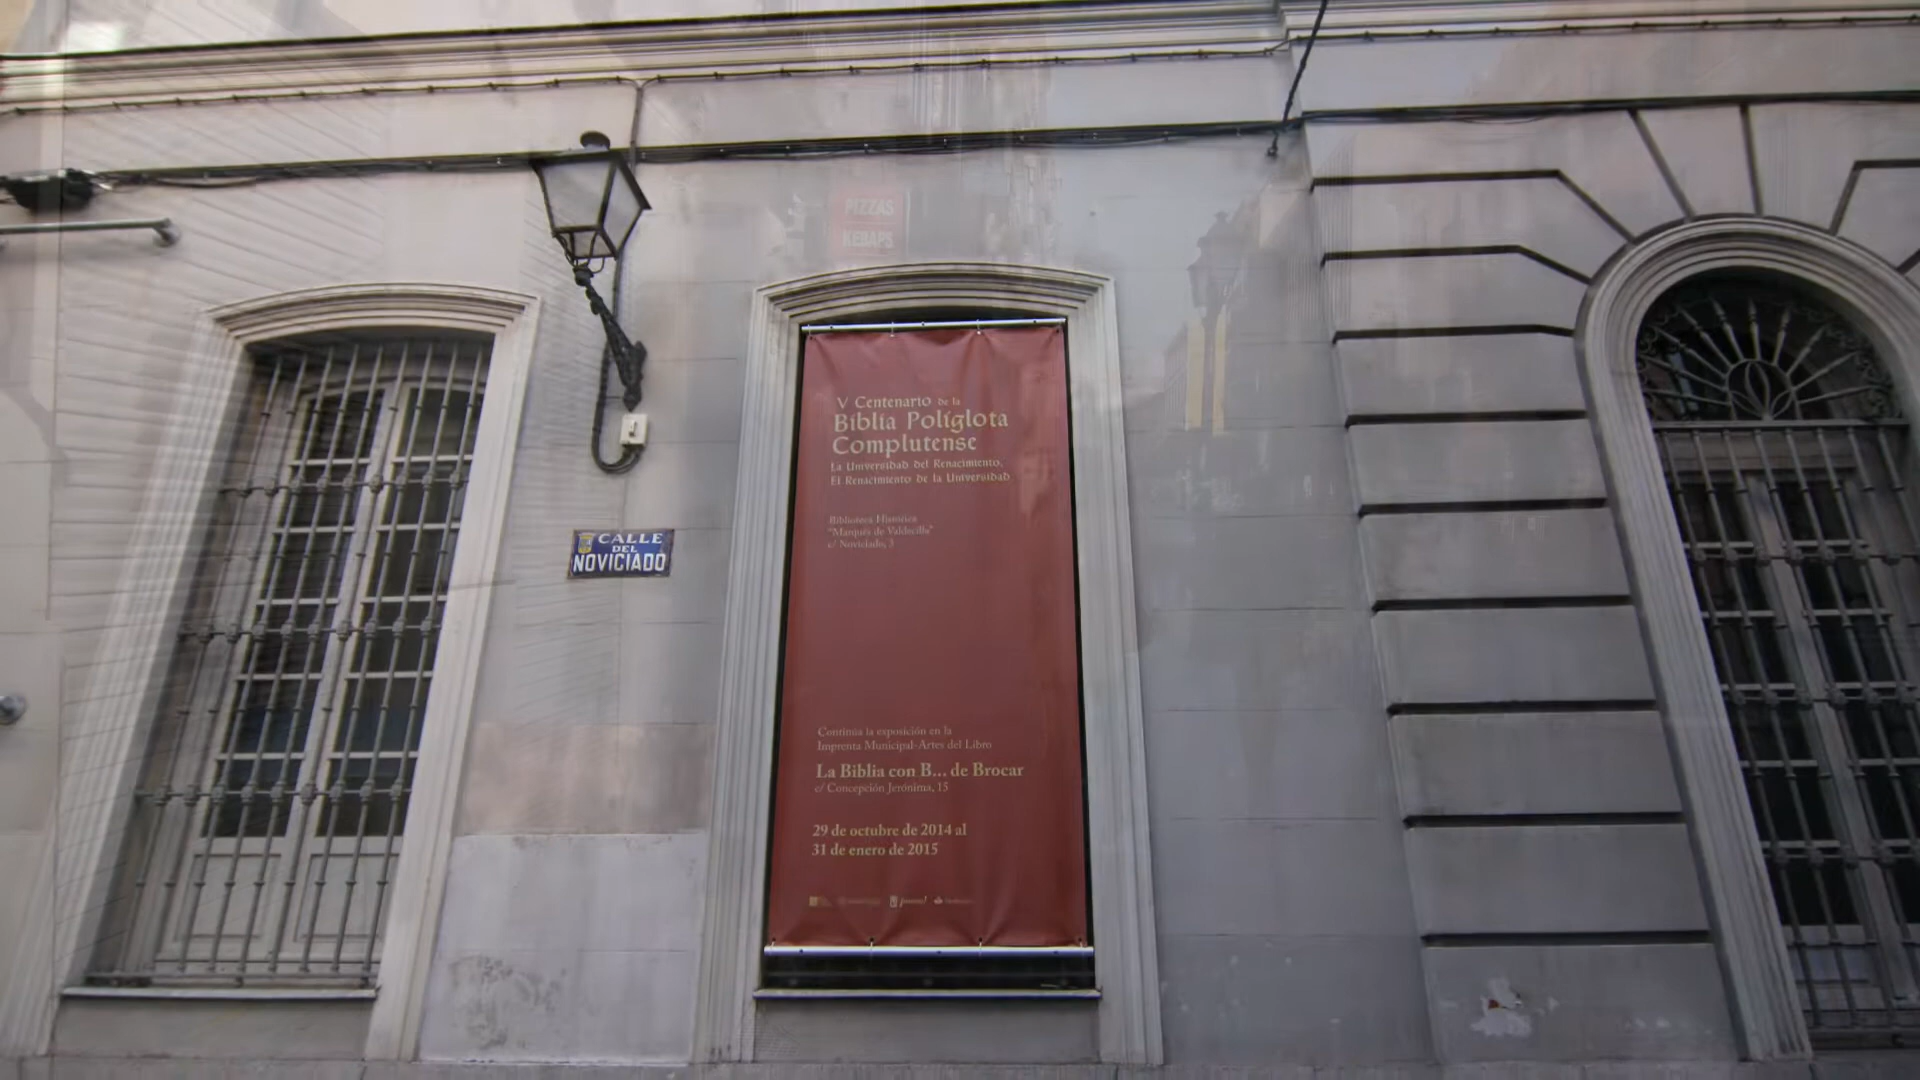 PIZZAS
KEBAPS
CALLE
DEL
NOVICIADO
V Centenario de la
Biblia Políglota
Complutense
La Universidad del Renacimiento,
El Renacimiento de la Universidad
Biblioteca Histórica
"Marqués de Valdecilla"
c/ Noviciado, 3
Continúa la exposición en la
Imprenta Municipal-Artes del Libro
La Biblia con B... de Brocar
c/ Concepción Jerónima, 15
29 de octubre de 2014 al
31 de enero de 2015